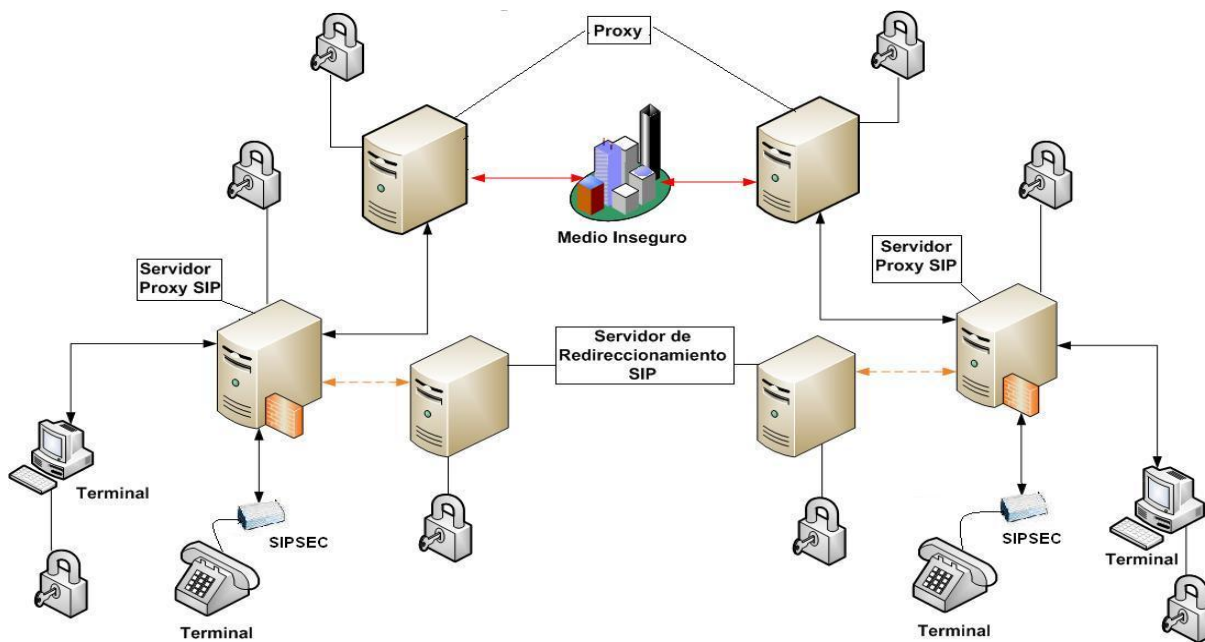 Proxy
Medio Inseguro
Servidor
Proxy SIP
Servidor
Proxy SIP
Servidor de
Redireccionamiento
SIP
Terminal
SIPSEC
Terminal
SIPSEC
Terminal
Terminal